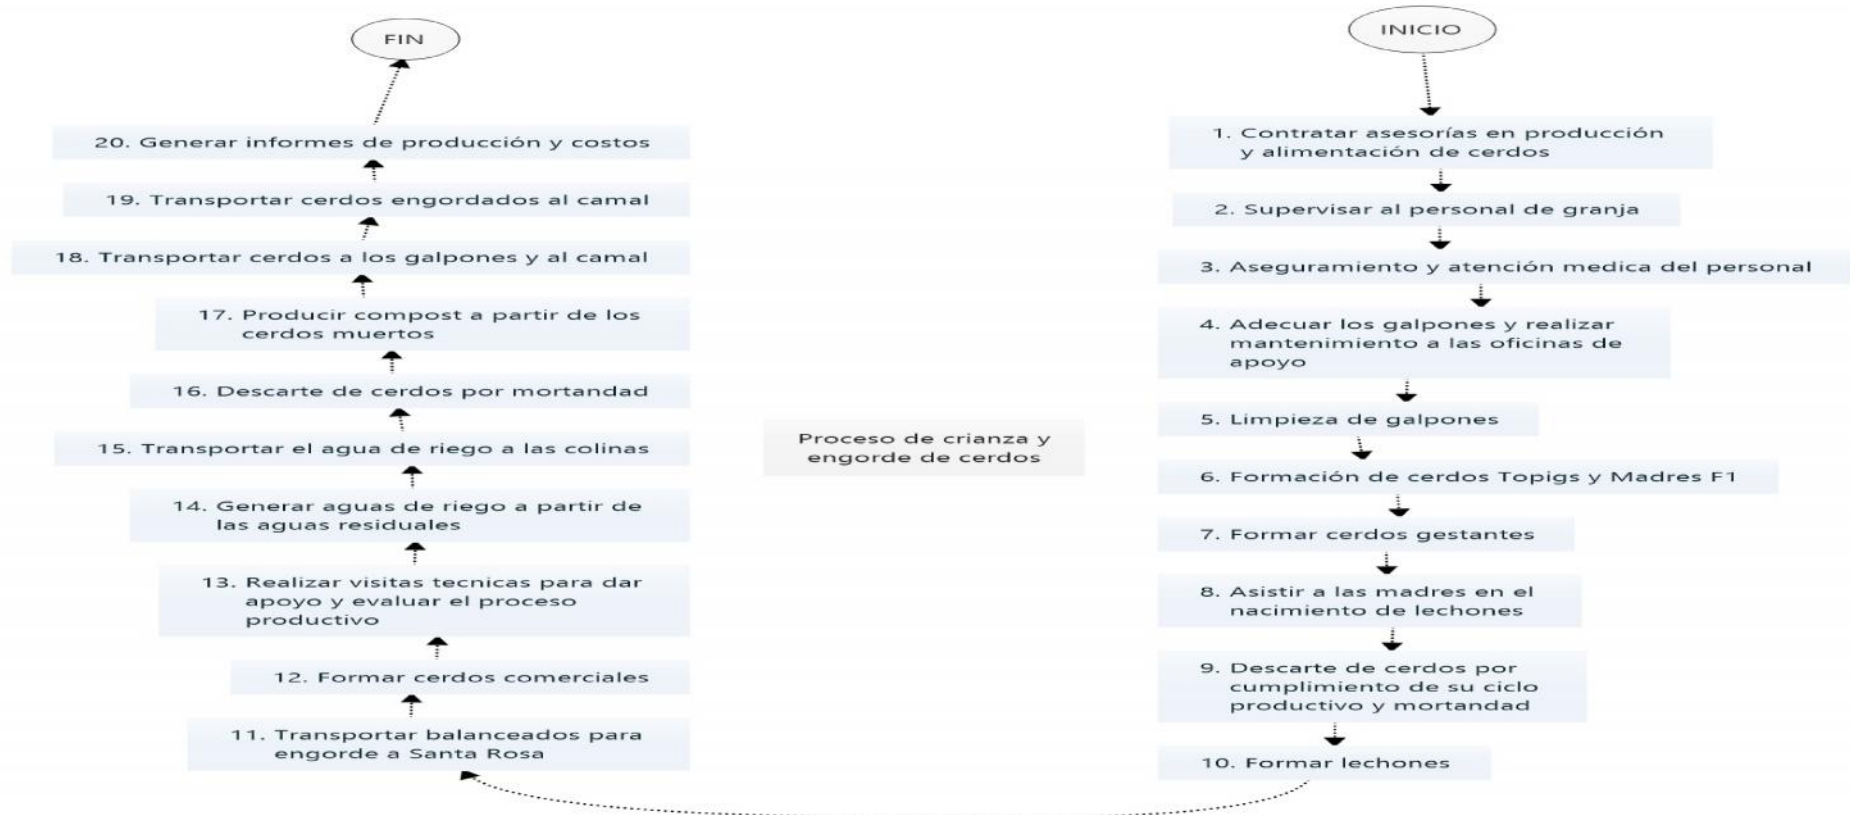 INICIO
1. Contratar asesorías en producción
y alimentación de cerdos
2. Supervisar al personal de granja
3. Aseguramiento y atención medica del personal
4. Adecuar los galpones y realizar
mantenimiento a las oficinas de
apoyo
5. Limpieza de galpones
6. Formación de cerdos Topigs y Madres F1
7. Formar cerdos gestantes
8. Asistir a las madres en el
nacimiento de lechones
9. Descarte de cerdos por
cumplimiento de su ciclo
productivo y mortandad
10. Formar lechones
Proceso de crianza y
engorde de cerdos
11. Transportar balanceados para
engorde a Santa Rosa
12. Formar cerdos comerciales
13. Realizar visitas tecnicas para dar
apoyo y evaluar el proceso
productivo
14. Generar aguas de riego a partir de
las aguas residuales
15. Transportar el agua de riego a las colinas
16. Descarte de cerdos por mortandad
17. Producir compost a partir de los
cerdos muertos
18. Transportar cerdos a los galpones y al camal
19. Transportar cerdos engordados al camal
20. Generar informes de producción y costos
FIN